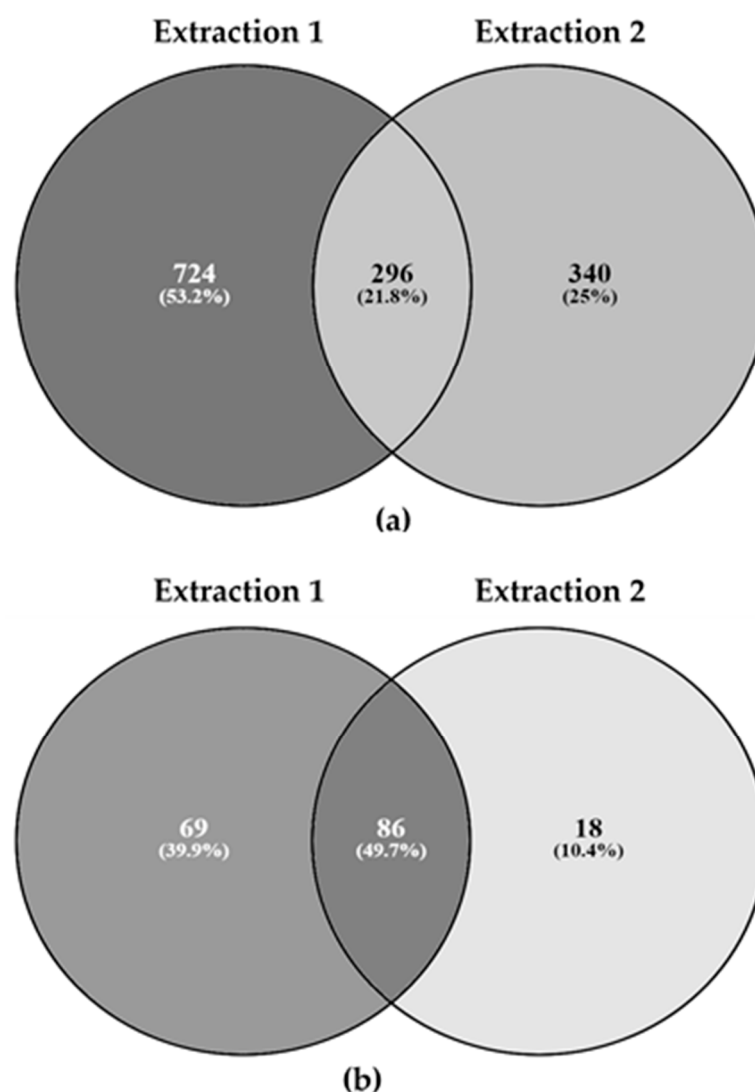 Extraction 1 Extraction 2
724 296 340
(53.2%) (21.8%) (25%)
(a)
Extraction 1 Extraction 2
69 86 18
(39.9%) (49.7%) (10.4%)
(b)